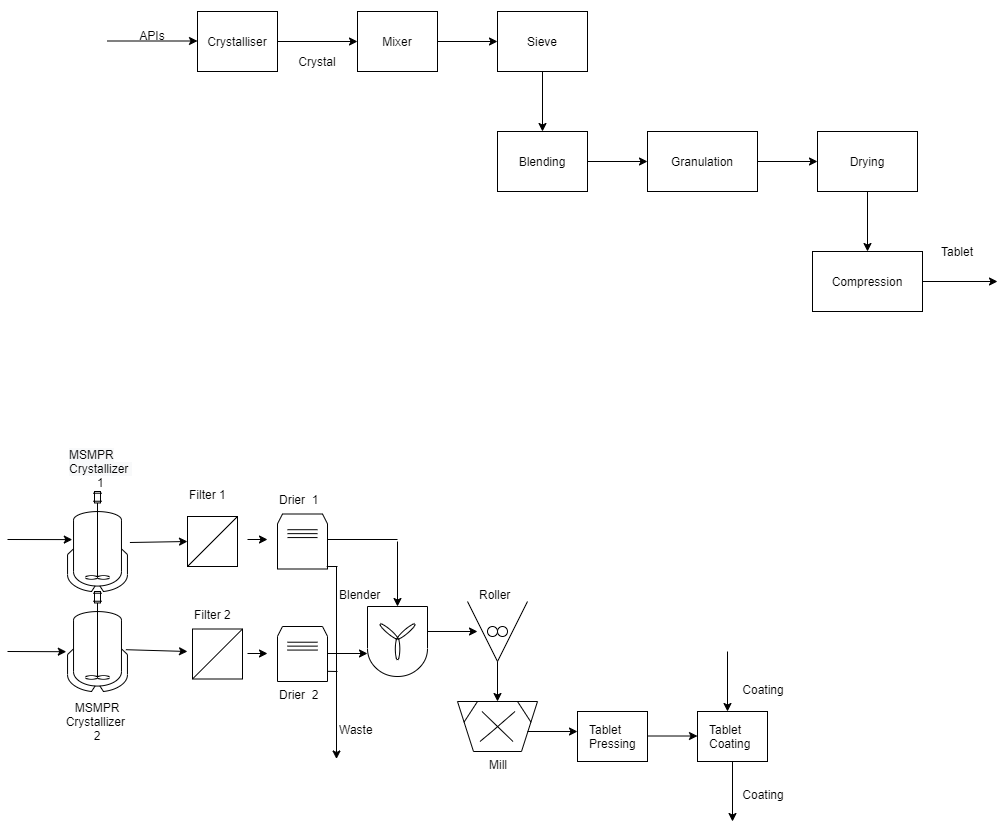 APIs
Crystalliser
Crystal
Mixer
Sieve
Blending
Granulation
Drying
Compression
Tablet
MSMPR
Crystallizer
1
Filter 1
Drier 1
Blender
Roller
Filter 2
Drier 2
MSMPR
Crystallizer
2
Waste
Mill
Tablet
Pressing
Tablet
Coating
Coating
Coating